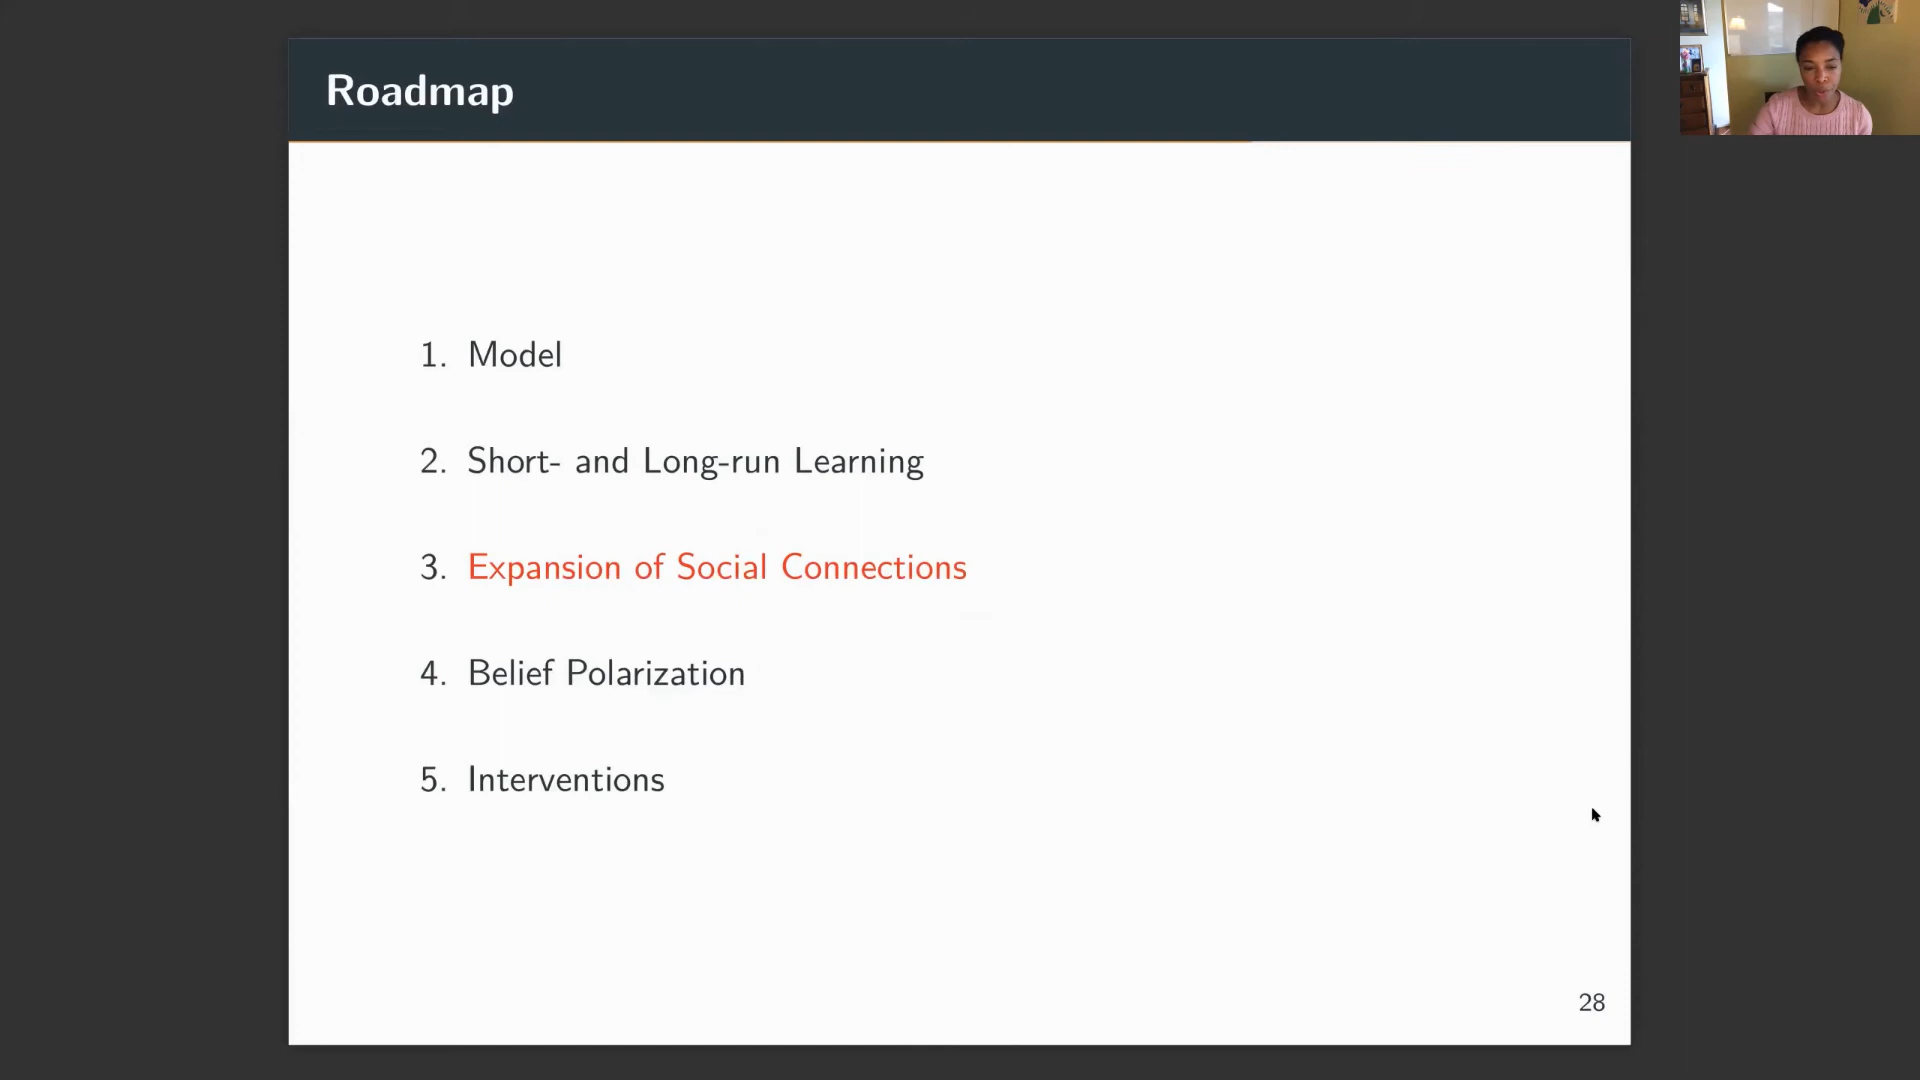 Roadmap
1. Model
2. Short- and Long-run Learning
3. Expansion of Social Connections
4. Belief Polarization
5. Interventions
28